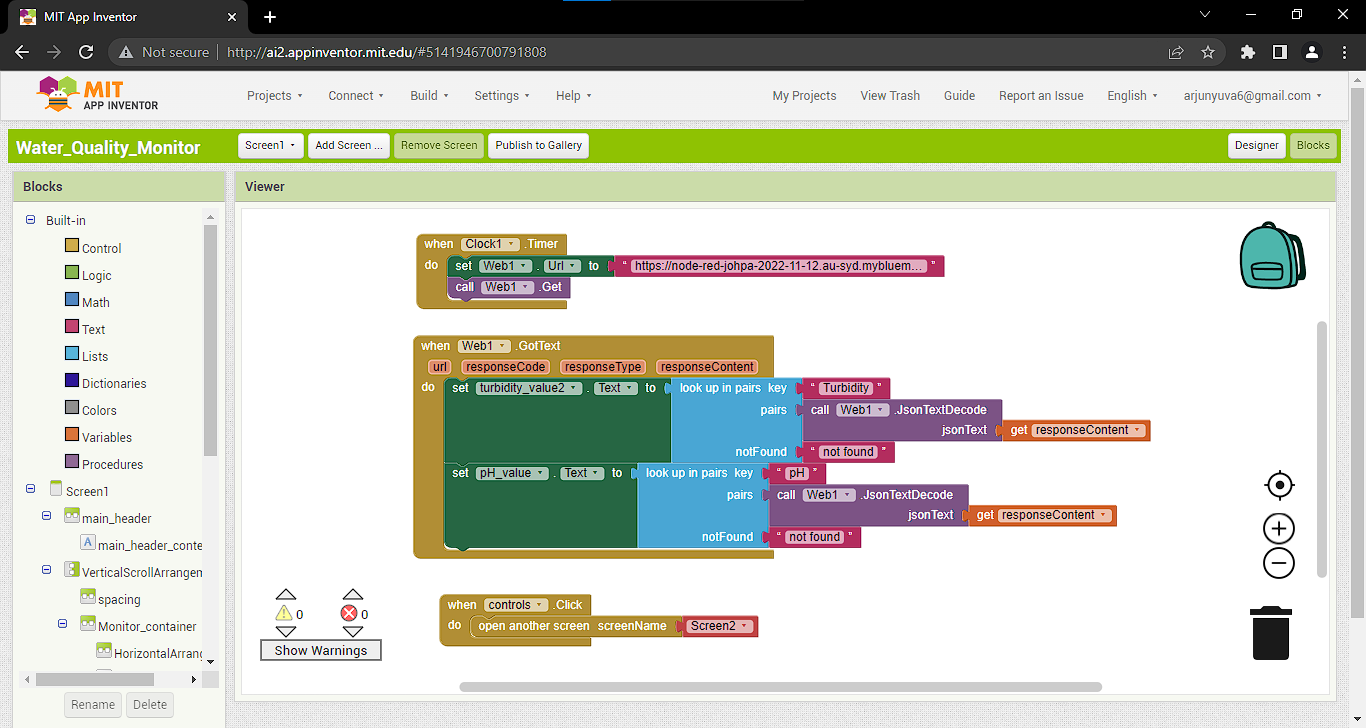 MIT App Inventor
Not secure http://ai2.appinventor.mit.edu/#5141946700791808
MIT
APP INVENTOR
Projects Connect Build Settings Help My Projects View Trash Guide Report an Issue English arjunyuva6@gmail.com
Water_Quality_Monitor Screen1 Add Screen ... Remove Screen Publish to Gallery Designer Blocks
Blocks
Built-in
Control
Logic
Math
Text
Lists
Dictionaries
Colors
Variables
Procedures
Screen1
main_header
A main_header_conte
VerticalScrollArrangem
spacing
Monitor_container
HorizontalArrang
Rename Delete
Viewer
when Clock1 .Timer
do set Web1 . Url to " https://node-red-johpa-2022-11-12.au-syd.mybluem... "
call Web1 .Get
when Web1 .GotText
url responseCode responseType responseContent
do set turbidity_value2 . Text to look up in pairs key " Turbidity "
pairs call Web1 .JsonTextDecode
jsonText get responseContent
notFound " not found "
set pH_value . Text to look up in pairs key " pH "
pairs call Web1 .JsonTextDecode
jsonText get responseContent
notFound " not found "
when controls .Click
do open another screen screenName Screen2
0 0
Show Warnings